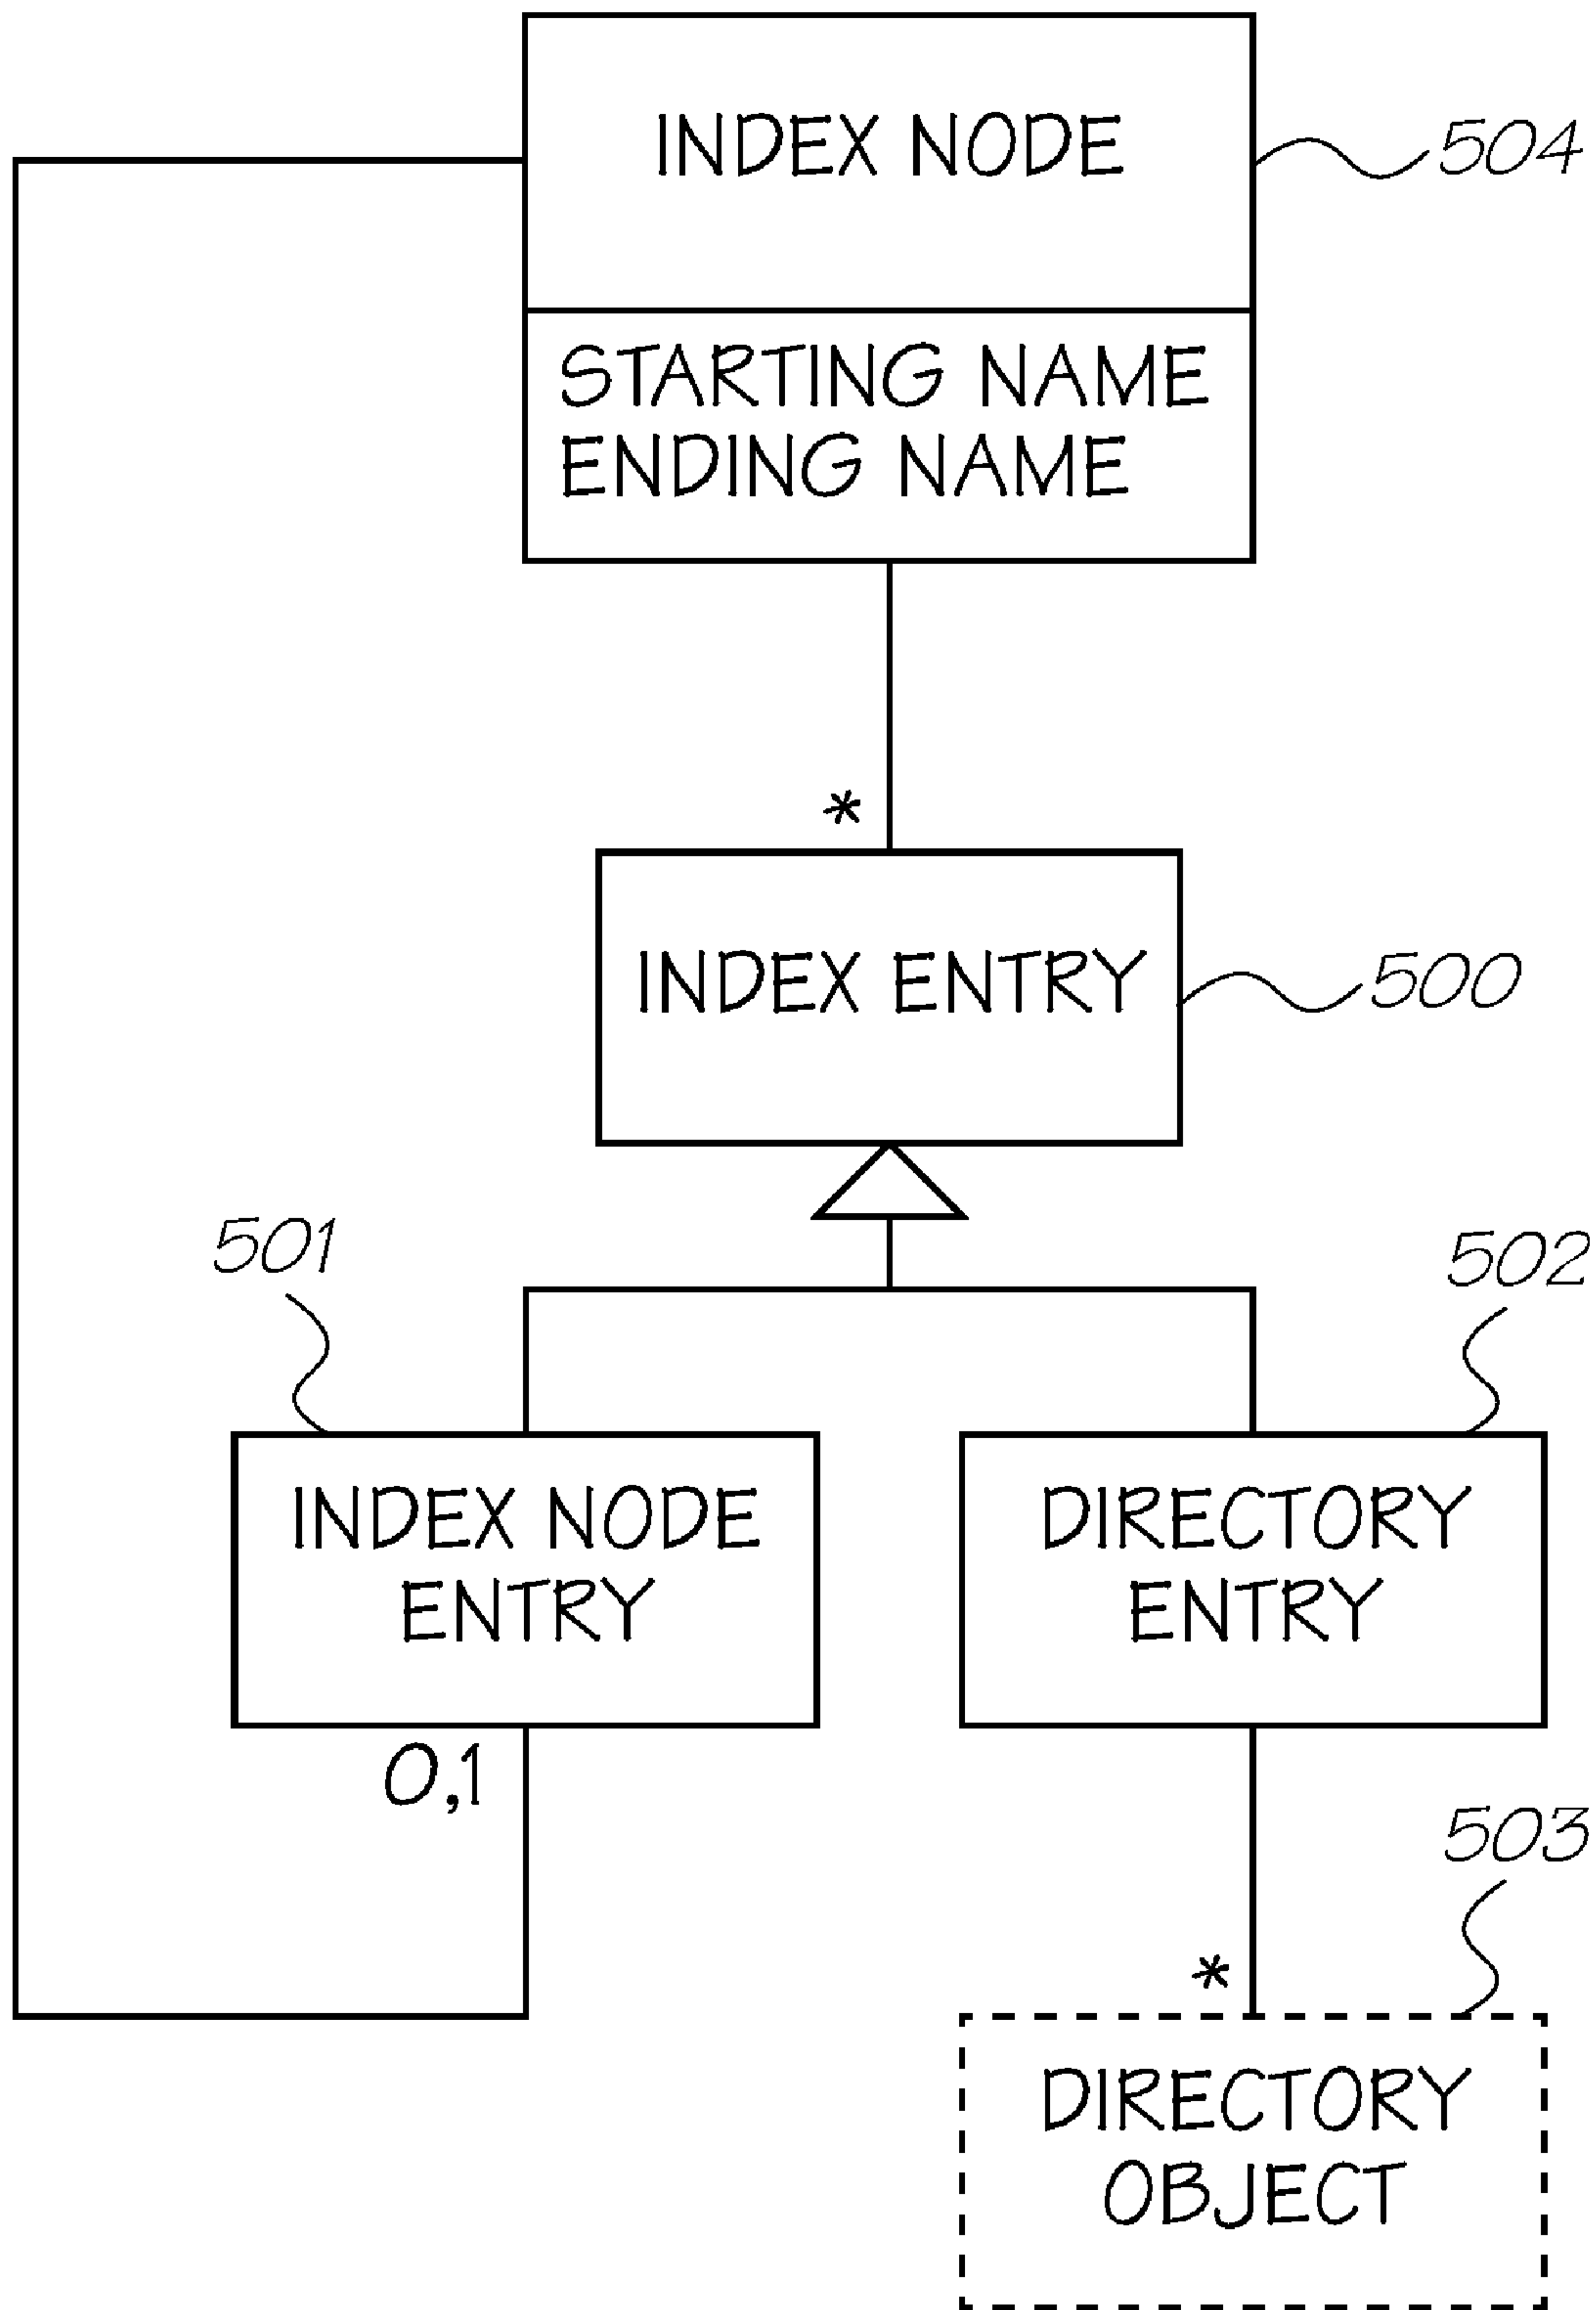 INDEX NODE
504
STARTING NAME
ENDING NAME
*
INDEX ENTRY
500
501
502
INDEX NODE
ENTRY
DIRECTORY
ENTRY
0,1
503
*
DIRECTORY
OBJECT